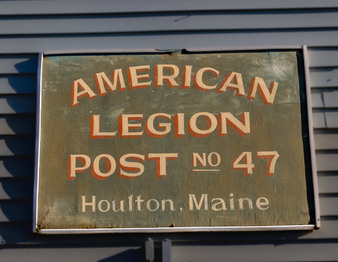 AMERICAN
LEGION
POST NO 47
Houlton, Maine